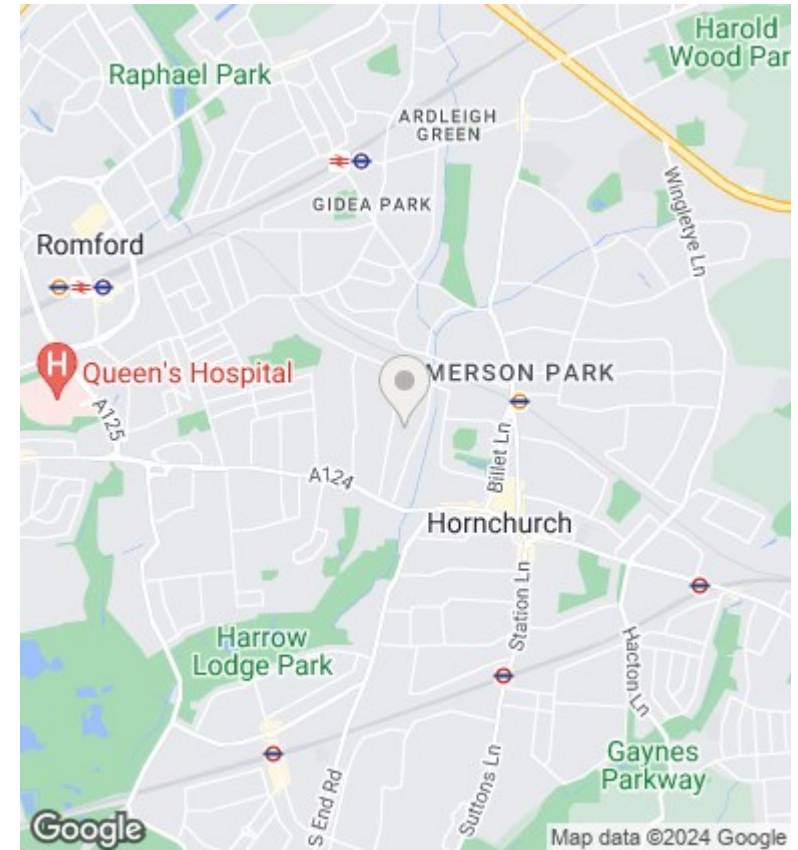 Harold
Wood Par
Raphael Park
ARDLEIGH
GREEN
GIDEA PARK
Wingletye Ln
Romford
H
Queen's Hospital
MERSON PARK
A125
Billet Ln
A124
Hornchurch
Station Ln
Harrow
Lodge Park
Hacton Ln
Gaynes
Parkway
S End Rd
Suttons Ln
Google
Map data ©2024 Google